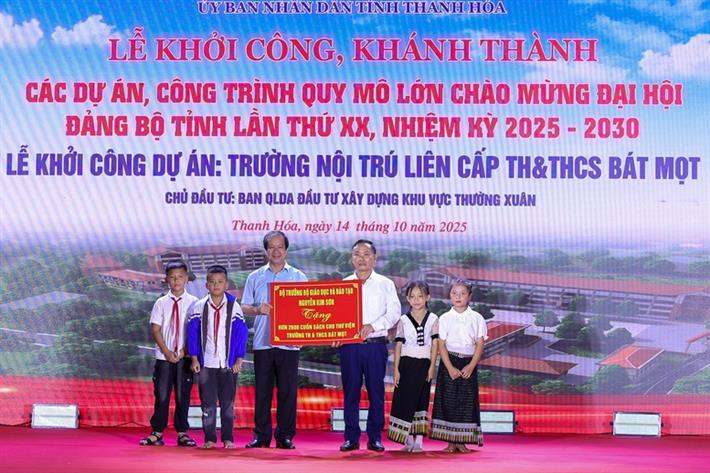 ỦY BAN NHÂN DÂN TỈNH THANH HÓA
LỄ KHỞI CÔNG, KHÁNH THÀNH
CÁC DỰ ÁN, CÔNG TRÌNH QUY MÔ LỚN CHÀO MỪNG ĐẠI HỘI
ĐẢNG BỘ TỈNH LẦN THỨ XX, NHIỆM KỲ 2025 - 2030
LỄ KHỞI CÔNG DỰ ÁN: TRƯỜNG NỘI TRÚ LIÊN CẤP TH&THCS BÁT MỌT
CHỦ ĐẦU TƯ: BAN QLDA ĐẦU TƯ XÂY DỰNG KHU VỰC THƯỜNG XUÂN
Thanh Hóa, ngày 14 tháng 10 năm 2025
BỘ TRƯỞNG BỘ GIÁO DỤC VÀ ĐÀO TẠO
NGUYỄN KIM SƠN
Tặng
HƠN 2000 CUỐN SÁCH CHO THƯ VIỆN
TRƯỜNG TH & THCS BÁT MỌT